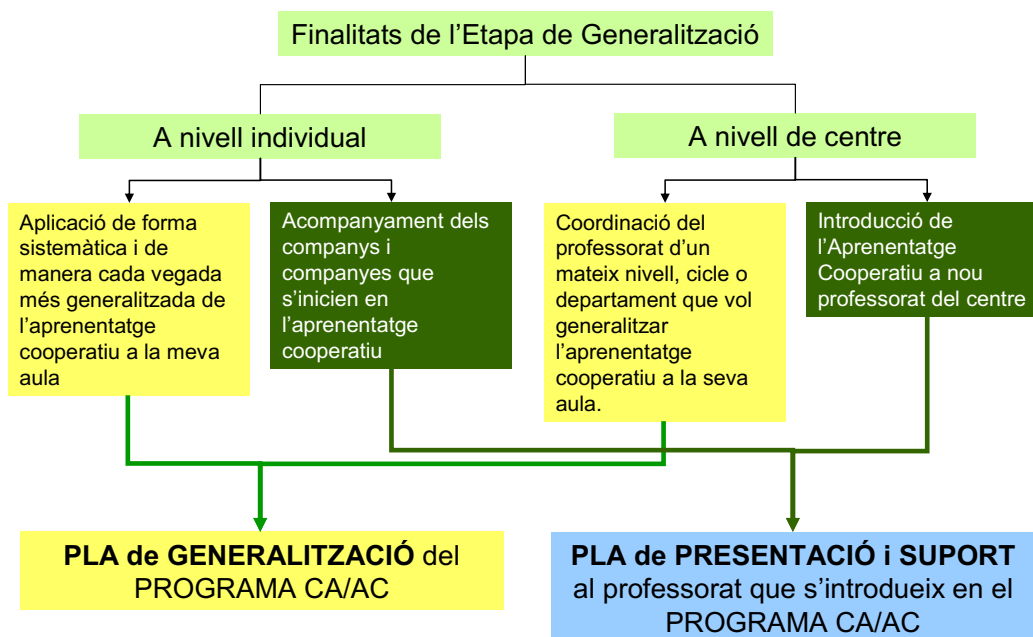 Finalitats de l’Etapa de Generalització
A nivell individual
A nivell de centre
Aplicació de forma
sistemàtica i de
manera cada vegada
més generalitzada de
l’aprenentatge
cooperatiu a la meva
aula
Acompanyament dels
companys i
companyes que
s’inicien en
l’aprenentatge
cooperatiu
Coordinació del
professorat d’un
mateix nivell, cicle o
departament que vol
generalitzar
l’aprenentatge
cooperatiu a la seva
aula.
Introducció de
l’Aprenentatge
Cooperatiu a nou
professorat del centre
PLA de GENERALITZACIÓ del
PROGRAMA CA/AC
PLA de PRESENTACIÓ i SUPORT
al professorat que s’introdueix en el
PROGRAMA CA/AC